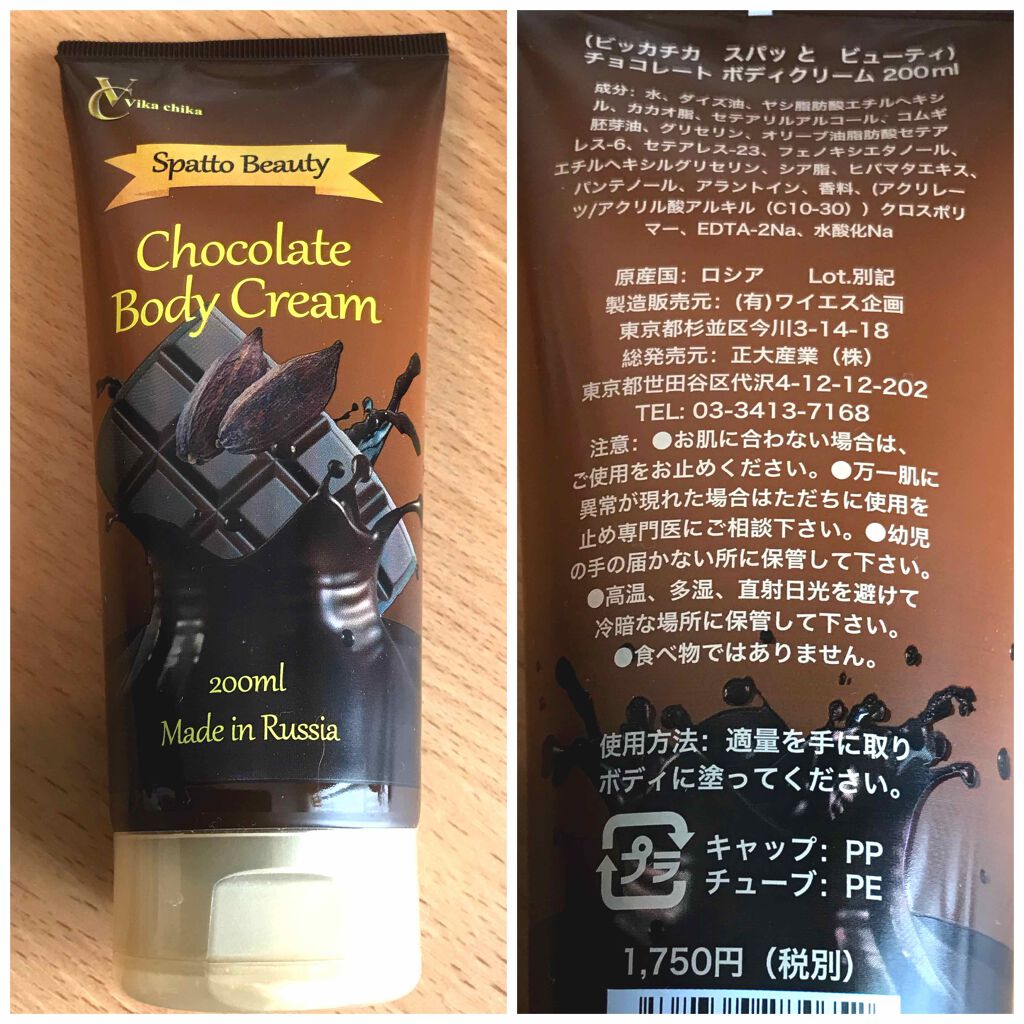 VC
Vika chika
Spatto Beauty
Chocolate
Body Cream
200ml
Made in Russia
(ビッカチカ スパッと ビューティ)
チョコレート ボディクリーム 200ml
成分：水、ダイズ油、ヤシ脂肪酸エチルヘキシ
ル、カカオ脂、セテアリルアルコール、コムギ
胚芽油、グリセリン、オリーブ油脂肪酸セテア
レス-6、セテアレス-23、フェノキシエタノール、
エチルヘキシルグリセリン、シア脂、ヒバマタエキス、
パンテノール、アラントイン、香料、(アクリレー
ツ/アクリル酸アルキル（C10-30））クロスポリ
マー、EDTA-2Na、水酸化Na
原産国：ロシア Lot.別記
製造販売元：(有)ワイエス企画
東京都杉並区今川3-14-18
総発売元：正大産業（株）
東京都世田谷区代沢4-12-12-202
TEL: 03-3413-7168
注意：●お肌に合わない場合は、
ご使用をお止めください。●万一肌に
異常が現れた場合はただちに使用を
止め専門医にご相談下さい。●幼児
の手の届かない所に保管して下さい。
●高温、多湿、直射日光を避けて
冷暗な場所に保管して下さい。
●食べ物ではありません。
使用方法：適量を手に取り
ボディに塗ってください。
プラ
キャップ：PP
チューブ：PE
1,750円（税別）